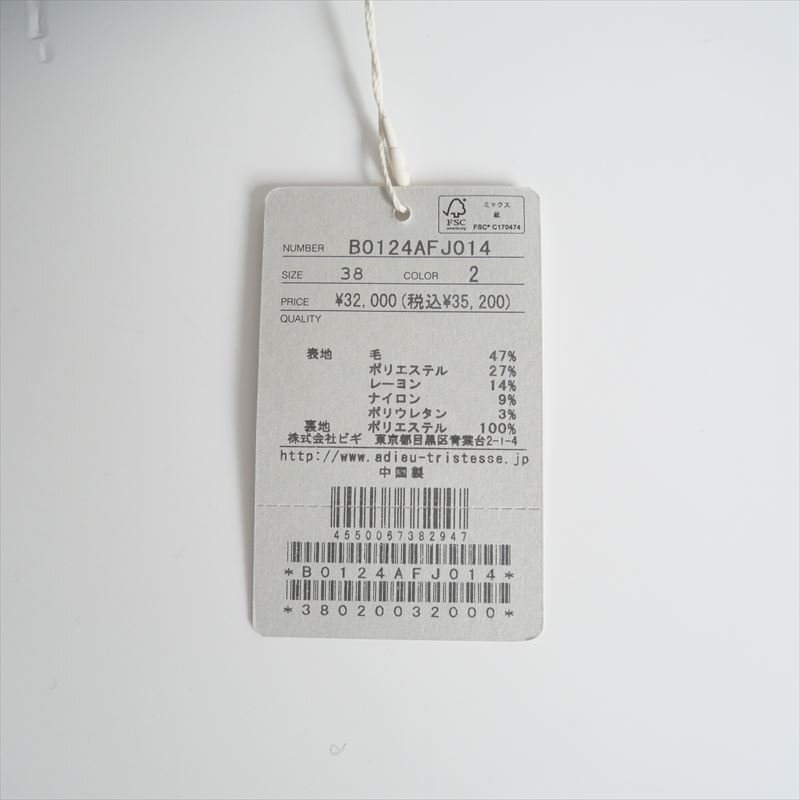 FSC
www.fsc.org
ミックス
紙
FSC® C170474
NUMBER B0124AFJ014
SIZE 38 COLOR 2
PRICE ¥32,000(税込¥35,200)
QUALITY
表地 毛 47%
ポリエステル 27%
レーヨン 14%
ナイロン 9%
ポリウレタン 3%
裏地 ポリエステル 100%
株式会社ビギ 東京都目黒区青葉台2-1-4
http://www.adieu-tristesse.jp
中国製
4550067382947
*B0124AFJ014*
*38020032000*